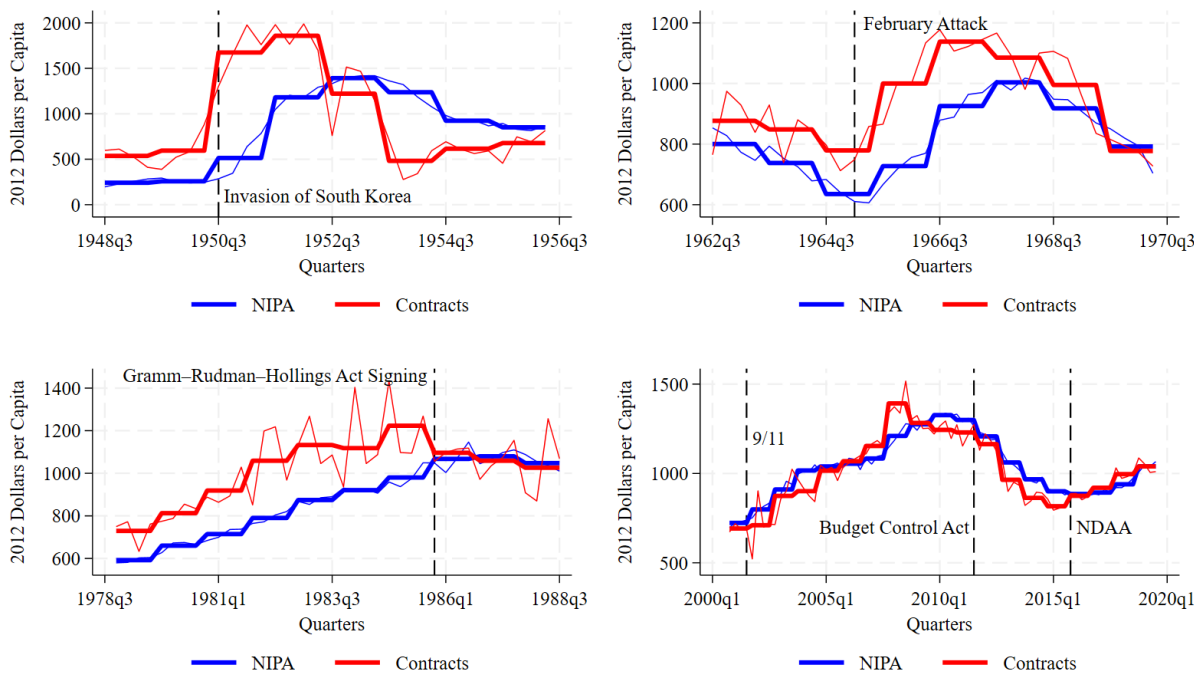 2012 Dollars per Capita
2000
1500
1000
500
0
Invasion of South Korea
1948q3 1950q3 1952q3 1954q3 1956q3
Quarters
NIPA Contracts
2012 Dollars per Capita
1200
1000
800
600
February Attack
1962q3 1964q3 1966q3 1968q3 1970q3
Quarters
NIPA Contracts
2012 Dollars per Capita
1400
1200
1000
800
600
Gramm–Rudman–Hollings Act Signing
1978q3 1981q1 1983q3 1986q1 1988q3
Quarters
NIPA Contracts
2012 Dollars per Capita
1500
1000
500
9/11
Budget Control Act
NDAA
2000q1 2005q1 2010q1 2015q1 2020q1
Quarters
NIPA Contracts